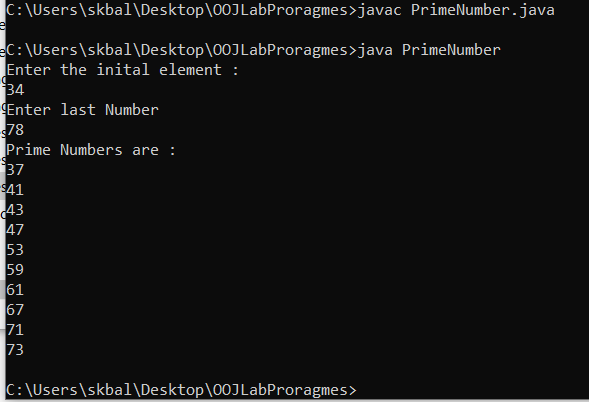 C:\Users\skbal\Desktop\OOJLabProragmes>javac PrimeNumber.java
C:\Users\skbal\Desktop\OOJLabProragmes>java PrimeNumber
Enter the inital element :
34
Enter last Number
78
Prime Numbers are :
37
41
43
47
53
59
61
67
71
73
C:\Users\skbal\Desktop\OOJLabProragmes>